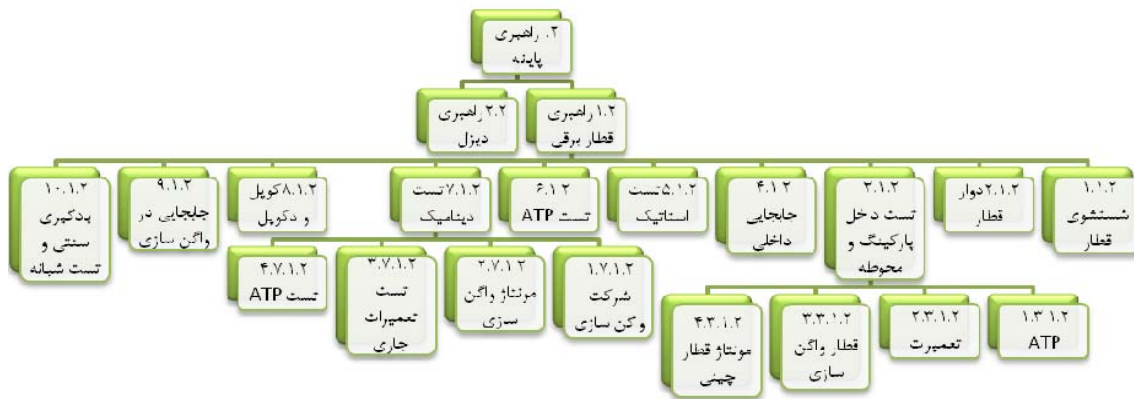 ۲. راهبری
پایانه
۱.۲ راهبری
قطار برقی
۲.۲ راهبری
دیزل
۱.۱.۲
شستشوی
قطار
۲.۱.۲ دوار
قطار
۳.۱.۲
تست دخل
پارکینگ و
محوطه
۴.۱.۲
جابجایی
داخلی
۵.۱.۲ تست
استاتیک
۶.۱.۲
تست ATP
۷.۱.۲ تست
دینامیک
۸.۱.۲ کوپل
و دکوپل
۹.۱.۲
جابجایی در
واگن سازی
۱۰.۱.۲
یدگیری
سنتی و
تست شبانه
۱.۳.۱.۲
ATP
۲.۳.۱.۲
تعمیرت
۳.۳.۱.۲
قطار واگن
سازی
۴.۳.۱.۲
مونتاژ قطار
چینی
۱.۷.۱.۲
شرکت
وکن سازی
۲.۷.۱.۲
مونتاژ واگن
سازی
۳.۷.۱.۲
تست
تعمیرات
جاری
۴.۷.۱.۲
تست ATP